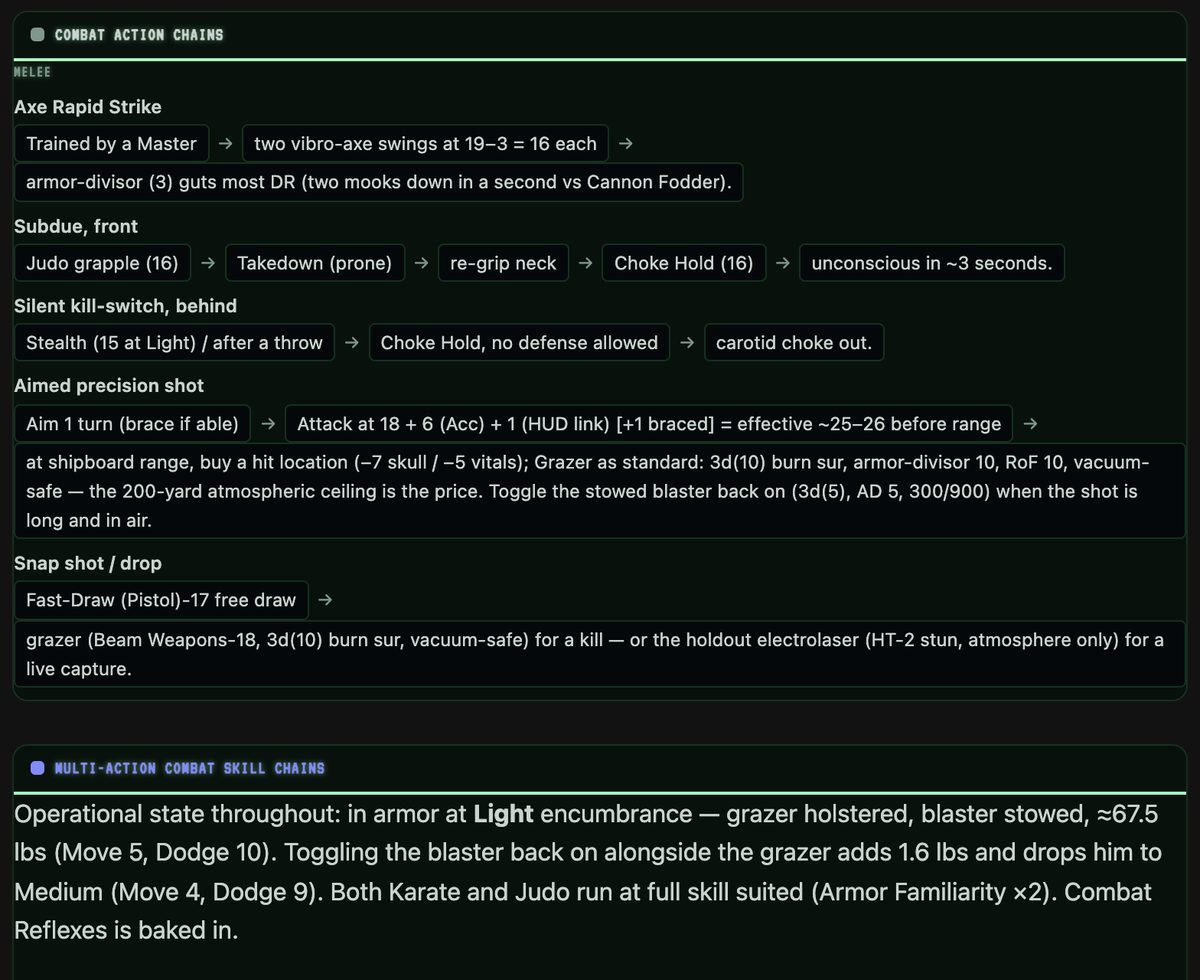 COMBAT ACTION CHAINS
MELEE
Axe Rapid Strike
Trained by a Master → two vibro-axe swings at 19−3 = 16 each →
armor-divisor (3) guts most DR (two mooks down in a second vs Cannon Fodder).
Subdue, front
Judo grapple (16) → Takedown (prone) → re-grip neck → Choke Hold (16) → unconscious in ~3 seconds.
Silent kill-switch, behind
Stealth (15 at Light) / after a throw → Choke Hold, no defense allowed → carotid choke out.
Aimed precision shot
Aim 1 turn (brace if able) → Attack at 18 + 6 (Acc) + 1 (HUD link) [+1 braced] = effective ~25–26 before range →
at shipboard range, buy a hit location (−7 skull / −5 vitals); Grazer as standard: 3d(10) burn sur, armor-divisor 10, RoF 10, vacuum-
safe — the 200-yard atmospheric ceiling is the price. Toggle the stowed blaster back on (3d(5), AD 5, 300/900) when the shot is
long and in air.
Snap shot / drop
Fast-Draw (Pistol)-17 free draw →
grazer (Beam Weapons-18, 3d(10) burn sur, vacuum-safe) for a kill — or the holdout electrolaser (HT-2 stun, atmosphere only) for a
live capture.
MULTI-ACTION COMBAT SKILL CHAINS
Operational state throughout: in armor at Light encumbrance — grazer holstered, blaster stowed, ≈67.5
lbs (Move 5, Dodge 10). Toggling the blaster back on alongside the grazer adds 1.6 lbs and drops him to
Medium (Move 4, Dodge 9). Both Karate and Judo run at full skill suited (Armor Familiarity ×2). Combat
Reflexes is baked in.